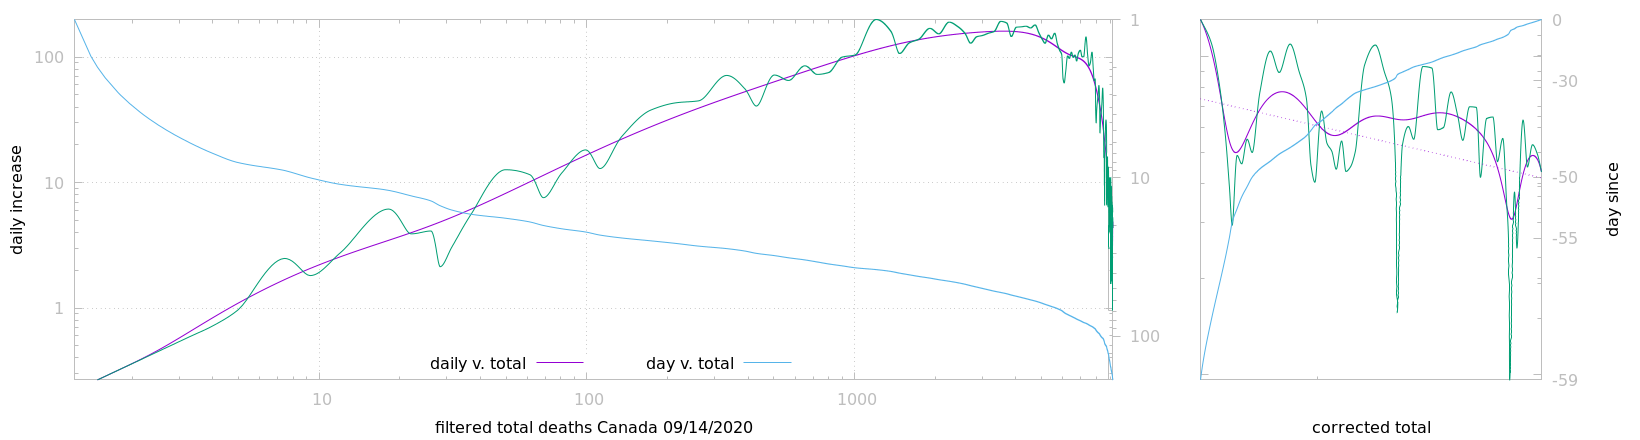 100
10
1
daily increase
10
100
1000
filtered total deaths Canada 09/14/2020
daily v. total
day v. total
1
10
100
0
-30
-50
-55
-59
day since
corrected total